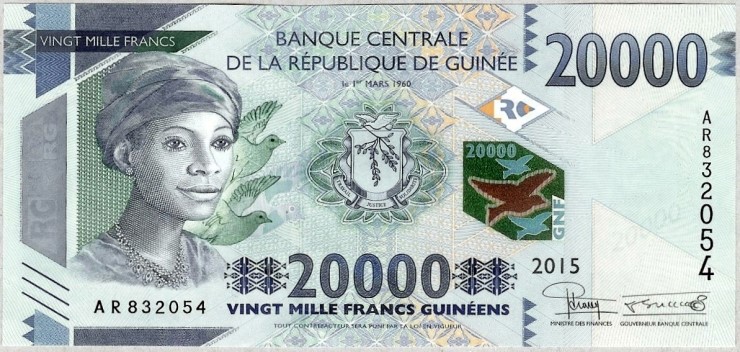 VINGT MILLE FRANCS
BANQUE CENTRALE
DE LA RÉPUBLIQUE DE GUINÉE
le 1er MARS 1960
20000
RG
AR832054
RG
RG
20000
GNF
TRAVAIL JUSTICE SOLIDARITÉ
20000
2015
20000
AR832054
VINGT MILLE FRANCS GUINÉENS
MINISTRE DES FINANCES GOUVERNEUR BANQUE CENTRALE
TOUT CONTREFACTEUR SERA PUNI PAR LA LOI EN VIGUEUR